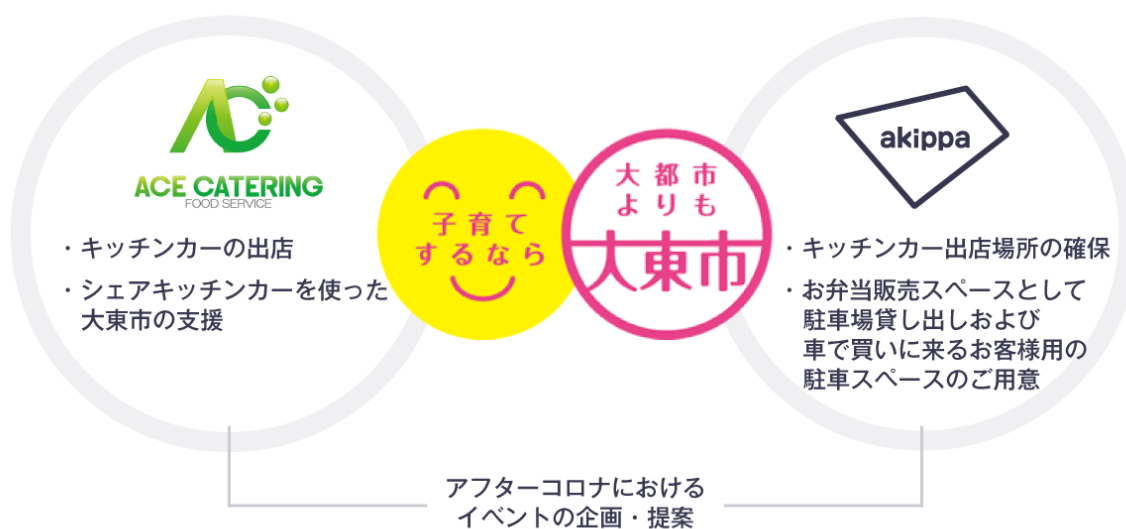 AC
ACE CATERING
FOOD SERVICE
・キッチンカーの出店
・シェアキッチンカーを使った
大東市の支援
子育て
するなら
大都市
よりも
大東市
akippa
・キッチンカー出店場所の確保
・お弁当販売スペースとして
駐車場貸し出しおよび
車で買いに来るお客様用の
駐車スペースのご用意
アフターコロナにおける
イベントの企画・提案